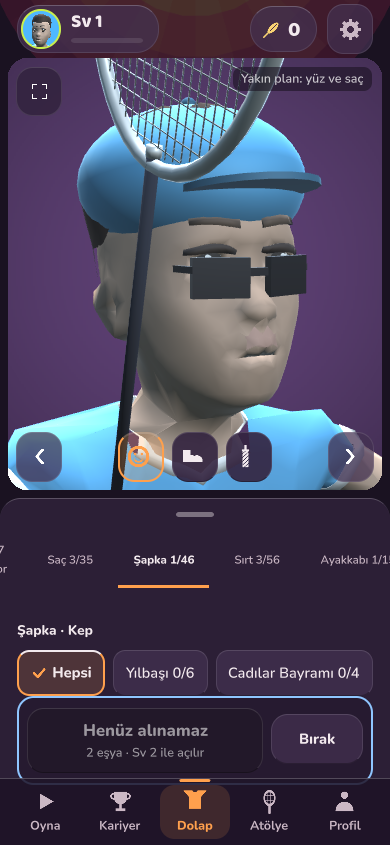 Sv 1
0
Yakın plan: yüz ve saç
7
or
Saç 3/35
Şapka 1/46
Sırt 3/56
Şapka · Kep
Hepsi
Yılbaşı 0/6
Cadılar Bayramı 0/4
Henüz alınamaz
2 eşya · Sv 2 ile açılır
Bırak
Oyna
Kariyer
Dolap
Atölye
Profil